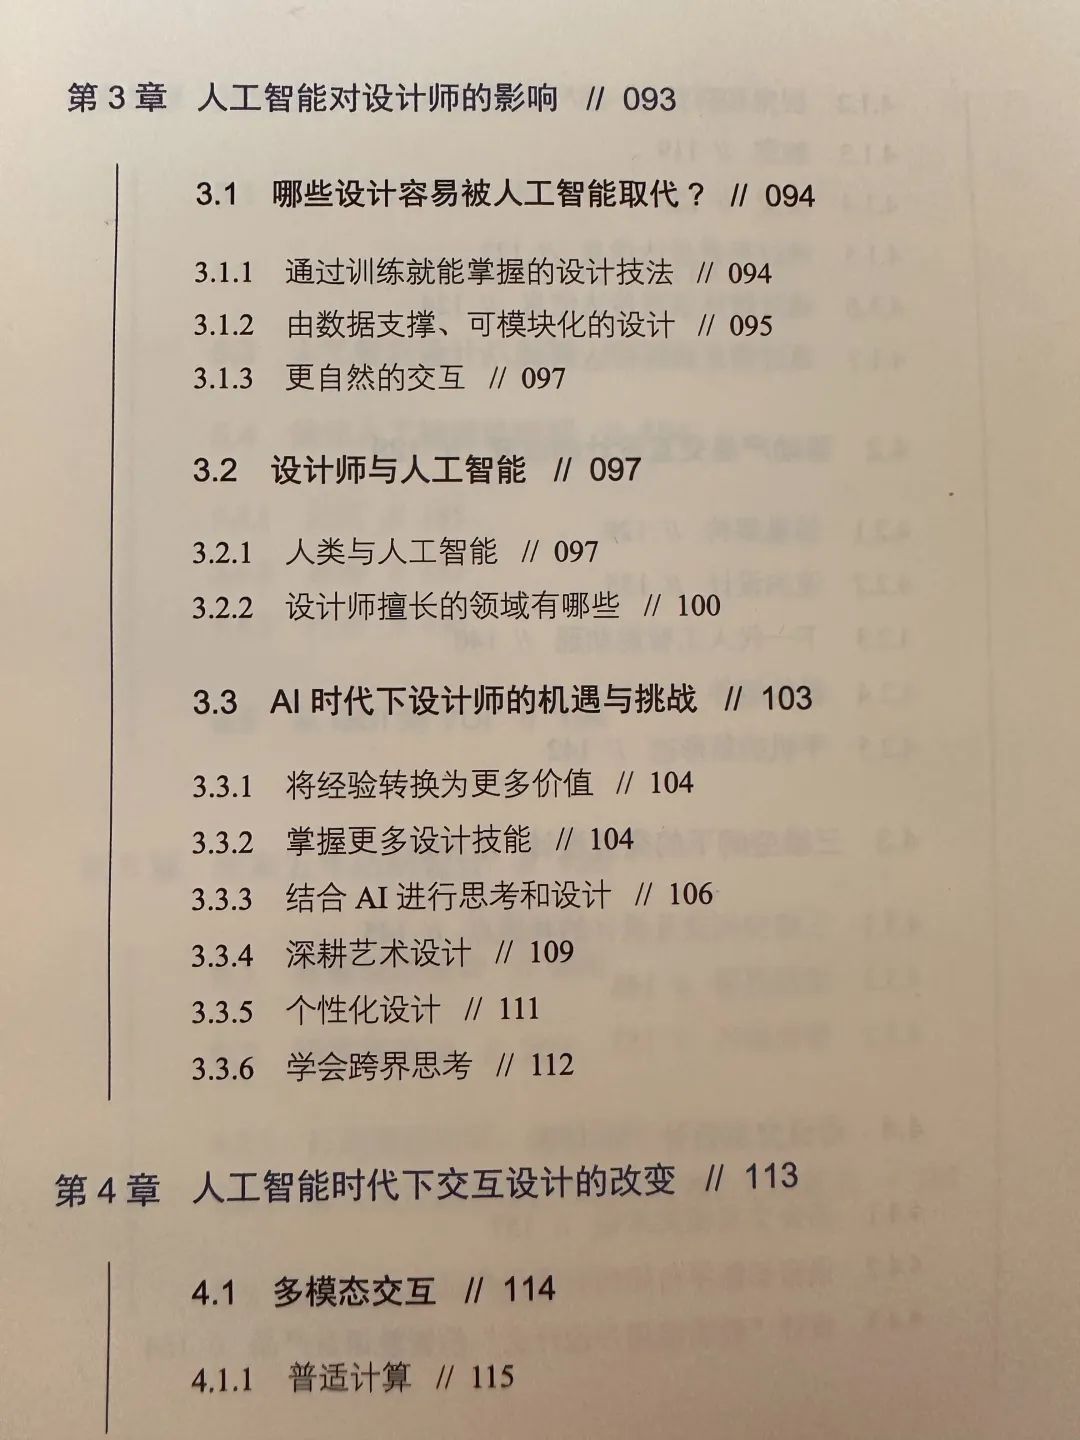 第3章 人工智能对设计师的影响 // 093
3.1 哪些设计容易被人工智能取代？ // 094
3.1.1 通过训练就能掌握的设计技法 // 094
3.1.2 由数据支撑、可模块化的设计 // 095
3.1.3 更自然的交互 // 097
3.2 设计师与人工智能 // 097
3.2.1 人类与人工智能 // 097
3.2.2 设计师擅长的领域有哪些 // 100
3.3 AI 时代下设计师的机遇与挑战 // 103
3.3.1 将经验转换为更多价值 // 104
3.3.2 掌握更多设计技能 // 104
3.3.3 结合 AI 进行思考和设计 // 106
3.3.4 深耕艺术设计 // 109
3.3.5 个性化设计 // 111
3.3.6 学会跨界思考 // 112
第4章 人工智能时代下交互设计的改变 // 113
4.1 多模态交互 // 114
4.1.1 普适计算 // 115